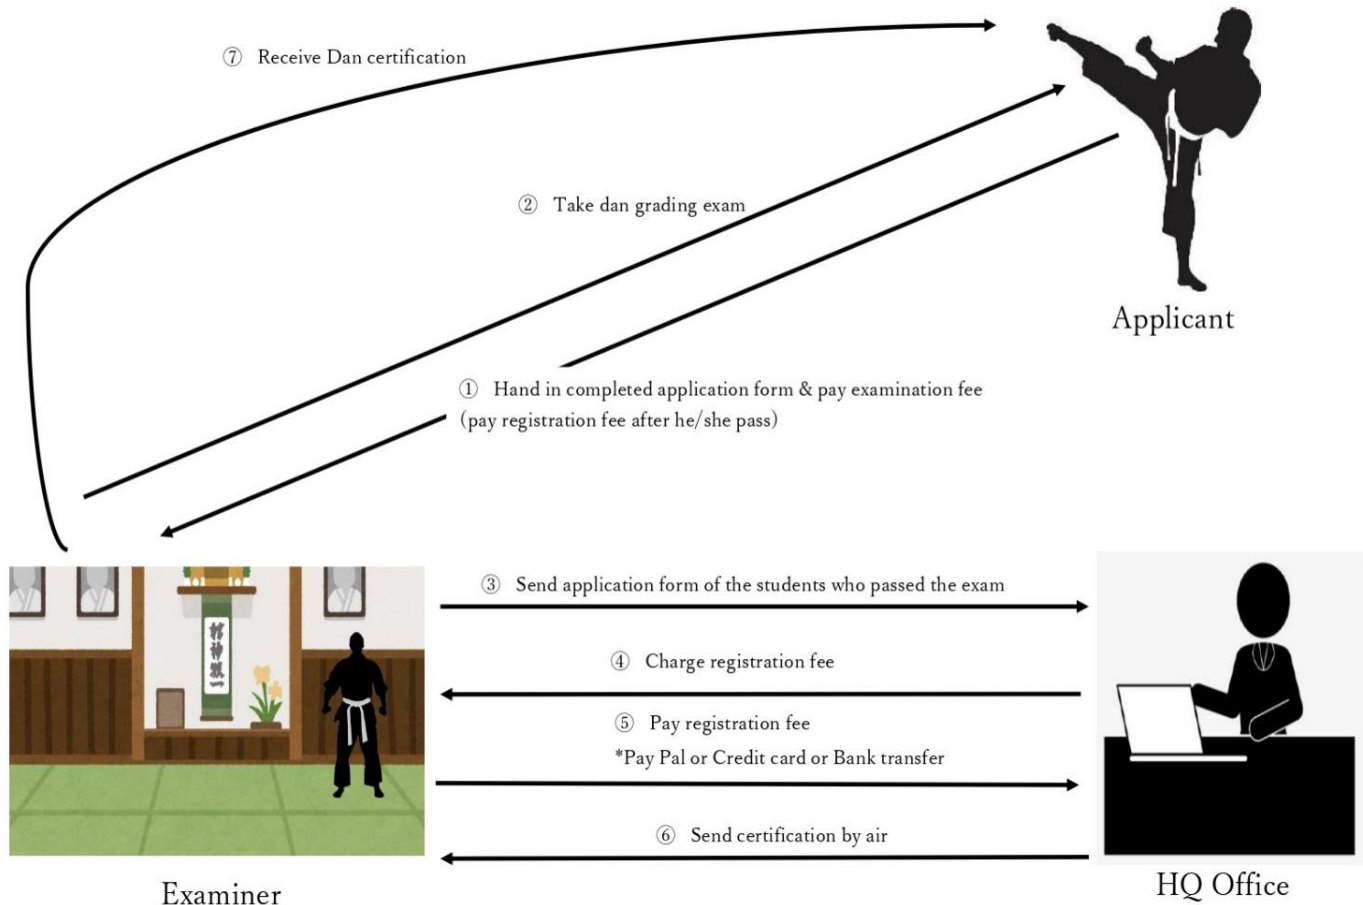 ⑦ Receive Dan certification
② Take dan grading exam
Applicant
① Hand in completed application form & pay examination fee
(pay registration fee after he/she pass)
③ Send application form of the students who passed the exam
④ Charge registration fee
⑤ Pay registration fee
*Pay Pal or Credit card or Bank transfer
⑥ Send certification by air
Examiner
HQ Office